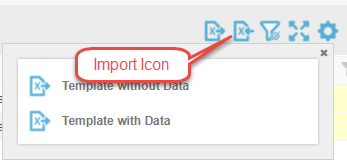 Import Icon
Template without Data
Template with Data